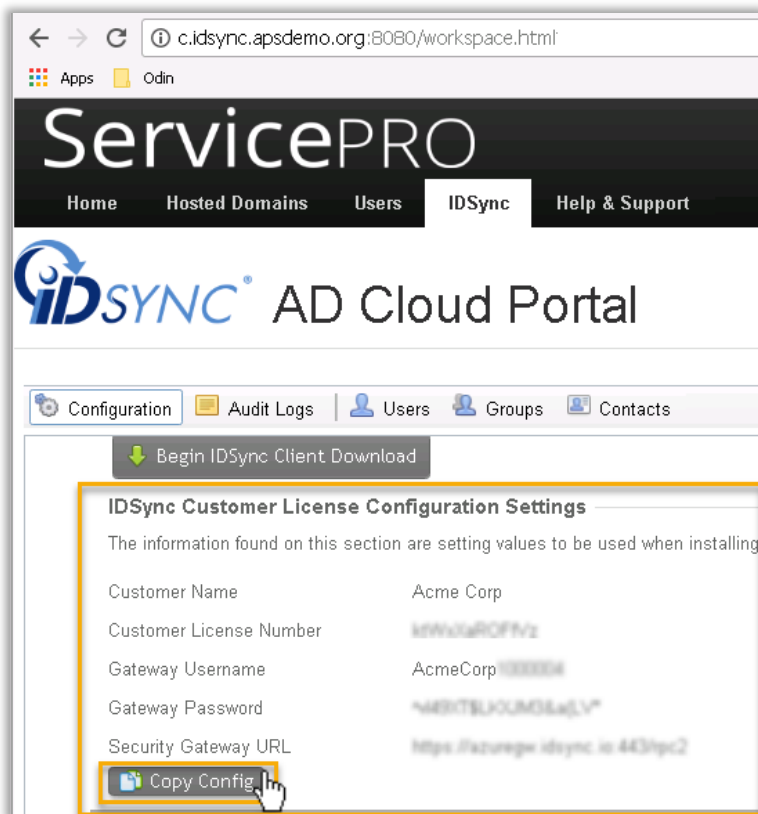 c.idsync.apsdemo.org:8080/workspace.html
Apps Odin
ServicePRO
Home Hosted Domains Users IDSync Help & Support
iDSYNC® AD Cloud Portal
Configuration Audit Logs Users Groups Contacts
Begin IDSync Client Download
IDSync Customer License Configuration Settings
The information found on this section are setting values to be used when installing
Customer Name Acme Corp
Customer License Number
Gateway Username AcmeCorp
Gateway Password
Security Gateway URL
Copy Config